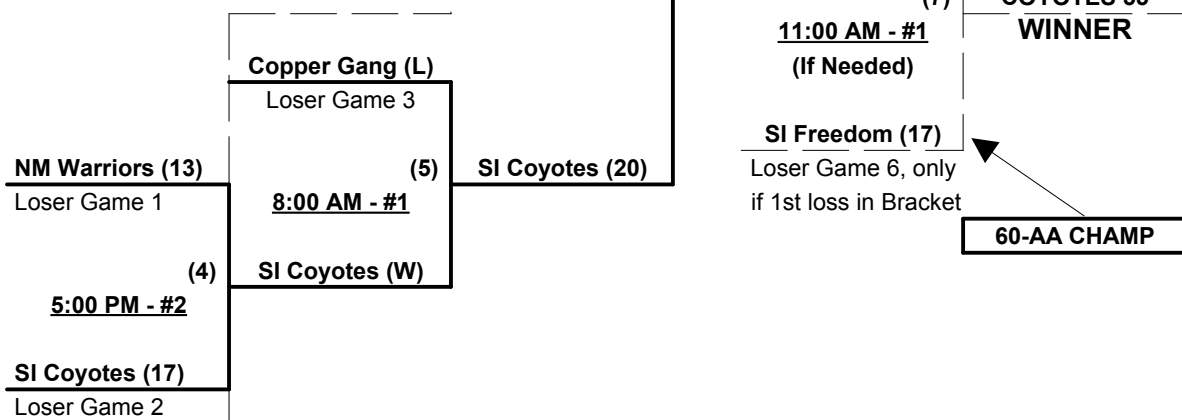 (7)
COYOTES
11:00 AM - #1
WINNER
(If Needed)
Copper Gang (L)
Loser Game 3
SI Freedom (17)
NM Warriors (13)
(5)
SI Coyotes (20)
Loser Game 6, only
Loser Game 1
8:00 AM - #1
if 1st loss in Bracket
60-AA CHAMP
(4)
SI Coyotes (W)
5:00 PM - #2
SI Coyotes (17)
Loser Game 2